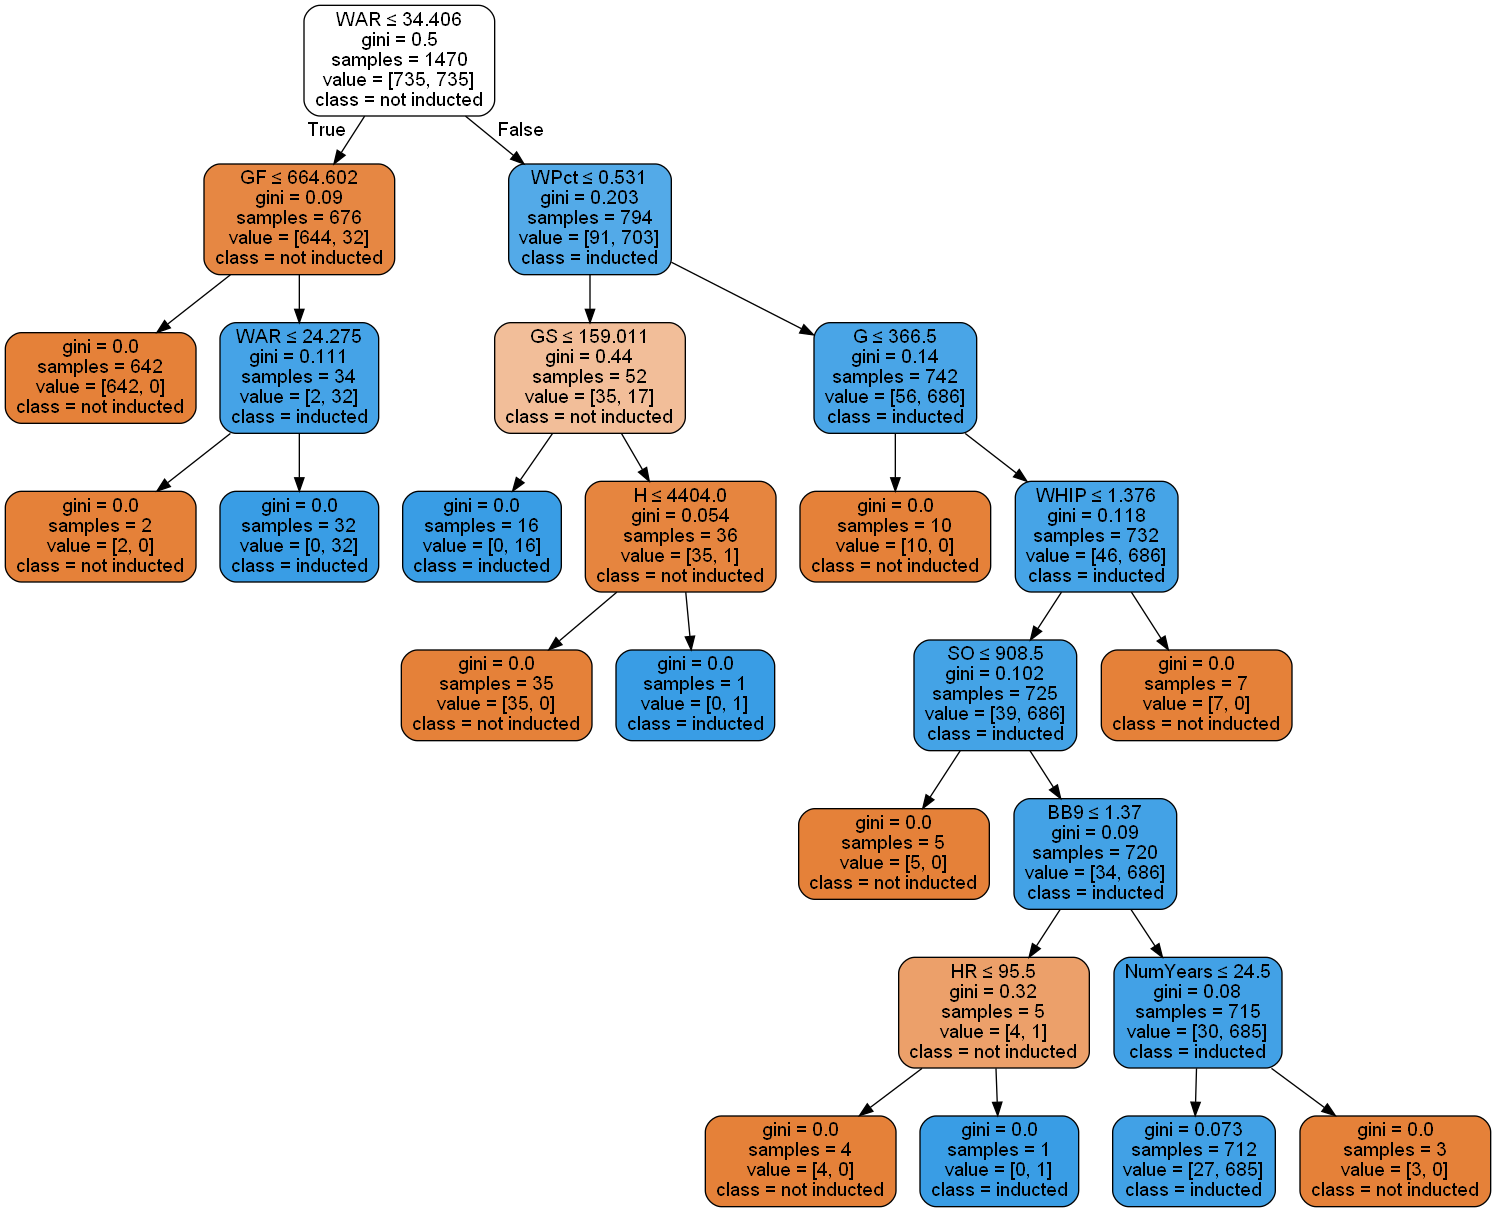 WAR ≤ 34.406
gini = 0.5
samples = 1470
value = [735, 735]
class = not inducted
True
False
GF ≤ 664.602
gini = 0.09
samples = 676
value = [644, 32]
class = not inducted
WPct ≤ 0.531
gini = 0.203
samples = 794
value = [91, 703]
class = inducted
gini = 0.0
samples = 642
value = [642, 0]
class = not inducted
WAR ≤ 24.275
gini = 0.111
samples = 34
value = [2, 32]
class = inducted
GS ≤ 159.011
gini = 0.44
samples = 52
value = [35, 17]
class = not inducted
G ≤ 366.5
gini = 0.14
samples = 742
value = [56, 686]
class = inducted
gini = 0.0
samples = 2
value = [2, 0]
class = not inducted
gini = 0.0
samples = 32
value = [0, 32]
class = inducted
gini = 0.0
samples = 16
value = [0, 16]
class = inducted
H ≤ 4404.0
gini = 0.054
samples = 36
value = [35, 1]
class = not inducted
gini = 0.0
samples = 10
value = [10, 0]
class = not inducted
WHIP ≤ 1.376
gini = 0.118
samples = 732
value = [46, 686]
class = inducted
gini = 0.0
samples = 35
value = [35, 0]
class = not inducted
gini = 0.0
samples = 1
value = [0, 1]
class = inducted
SO ≤ 908.5
gini = 0.102
samples = 725
value = [39, 686]
class = inducted
gini = 0.0
samples = 7
value = [7, 0]
class = not inducted
gini = 0.0
samples = 5
value = [5, 0]
class = not inducted
BB9 ≤ 1.37
gini = 0.09
samples = 720
value = [34, 686]
class = inducted
HR ≤ 95.5
gini = 0.32
samples = 5
value = [4, 1]
class = not inducted
NumYears ≤ 24.5
gini = 0.08
samples = 715
value = [30, 685]
class = inducted
gini = 0.0
samples = 4
value = [4, 0]
class = not inducted
gini = 0.0
samples = 1
value = [0, 1]
class = inducted
gini = 0.073
samples = 712
value = [27, 685]
class = inducted
gini = 0.0
samples = 3
value = [3, 0]
class = not inducted